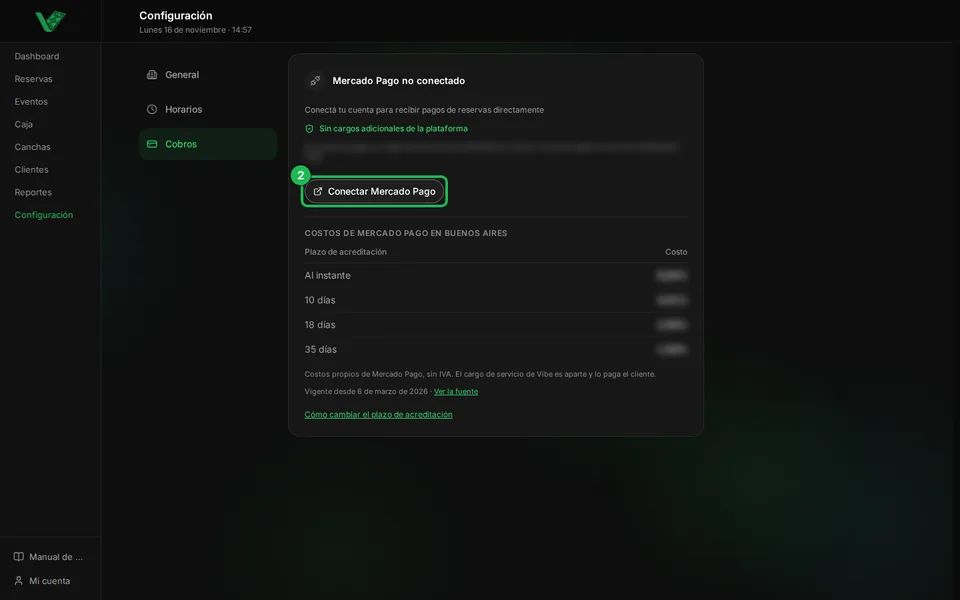 Configuración
Lunes 16 de noviembre · 14:57
Dashboard
Reservas
Eventos
Caja
Canchas
Clientes
Reportes
Configuración
Manual de ...
Mi cuenta
General
Horarios
Cobros
Mercado Pago no conectado
Conectá tu cuenta para recibir pagos de reservas directamente
Sin cargos adicionales de la plataforma
2
Conectar Mercado Pago
COSTOS DE MERCADO PAGO EN BUENOS AIRES
Plazo de acreditación Costo
Al instante
10 días
18 días
35 días
Costos propios de Mercado Pago, sin IVA. El cargo de servicio de Vibe es aparte y lo paga el cliente.
Vigente desde 6 de marzo de 2026 · Ver la fuente
Cómo cambiar el plazo de acreditación